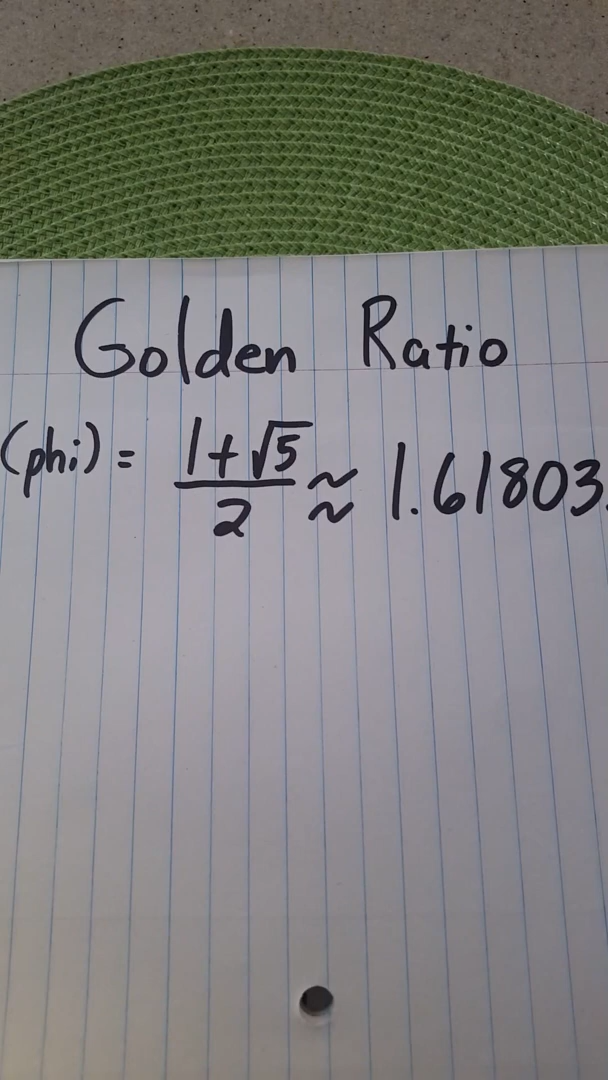 Golden Ratio
(phi) = 1+√5/2 ≈ 1.61803.